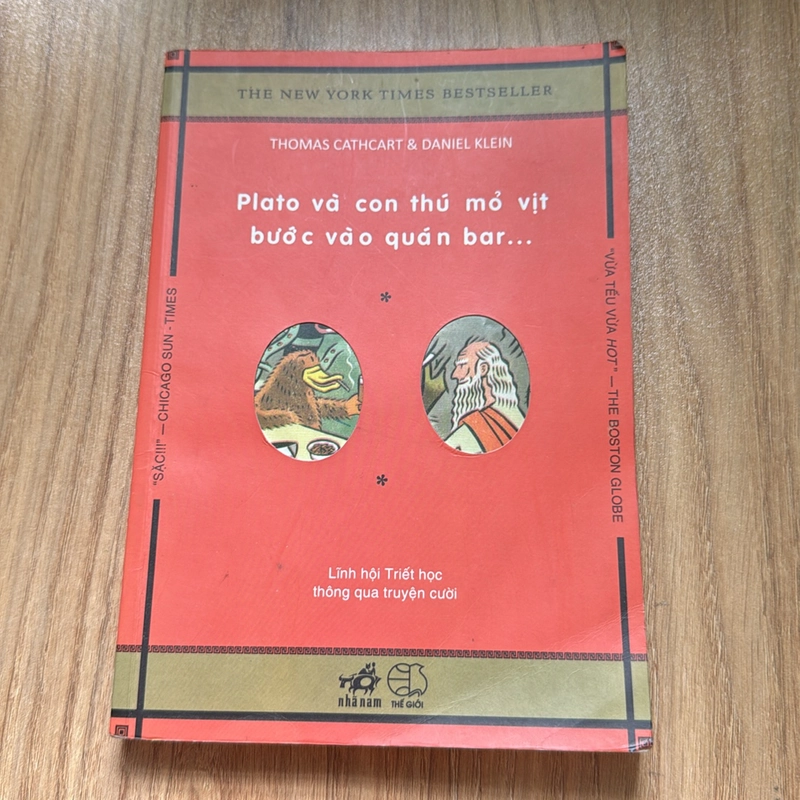 THE NEW YORK TIMES BESTSELLER
THOMAS CATHCART & DANIEL KLEIN
Plato và con thú mỏ vịt
bước vào quán bar...
*
"SẶC!!!" — CHICAGO SUN - TIMES
"VỪA TẾU VỪA HOT" — THE BOSTON GLOBE
*
Lĩnh hội Triết học
thông qua truyện cười
nhã nam
THẾ GIỚI